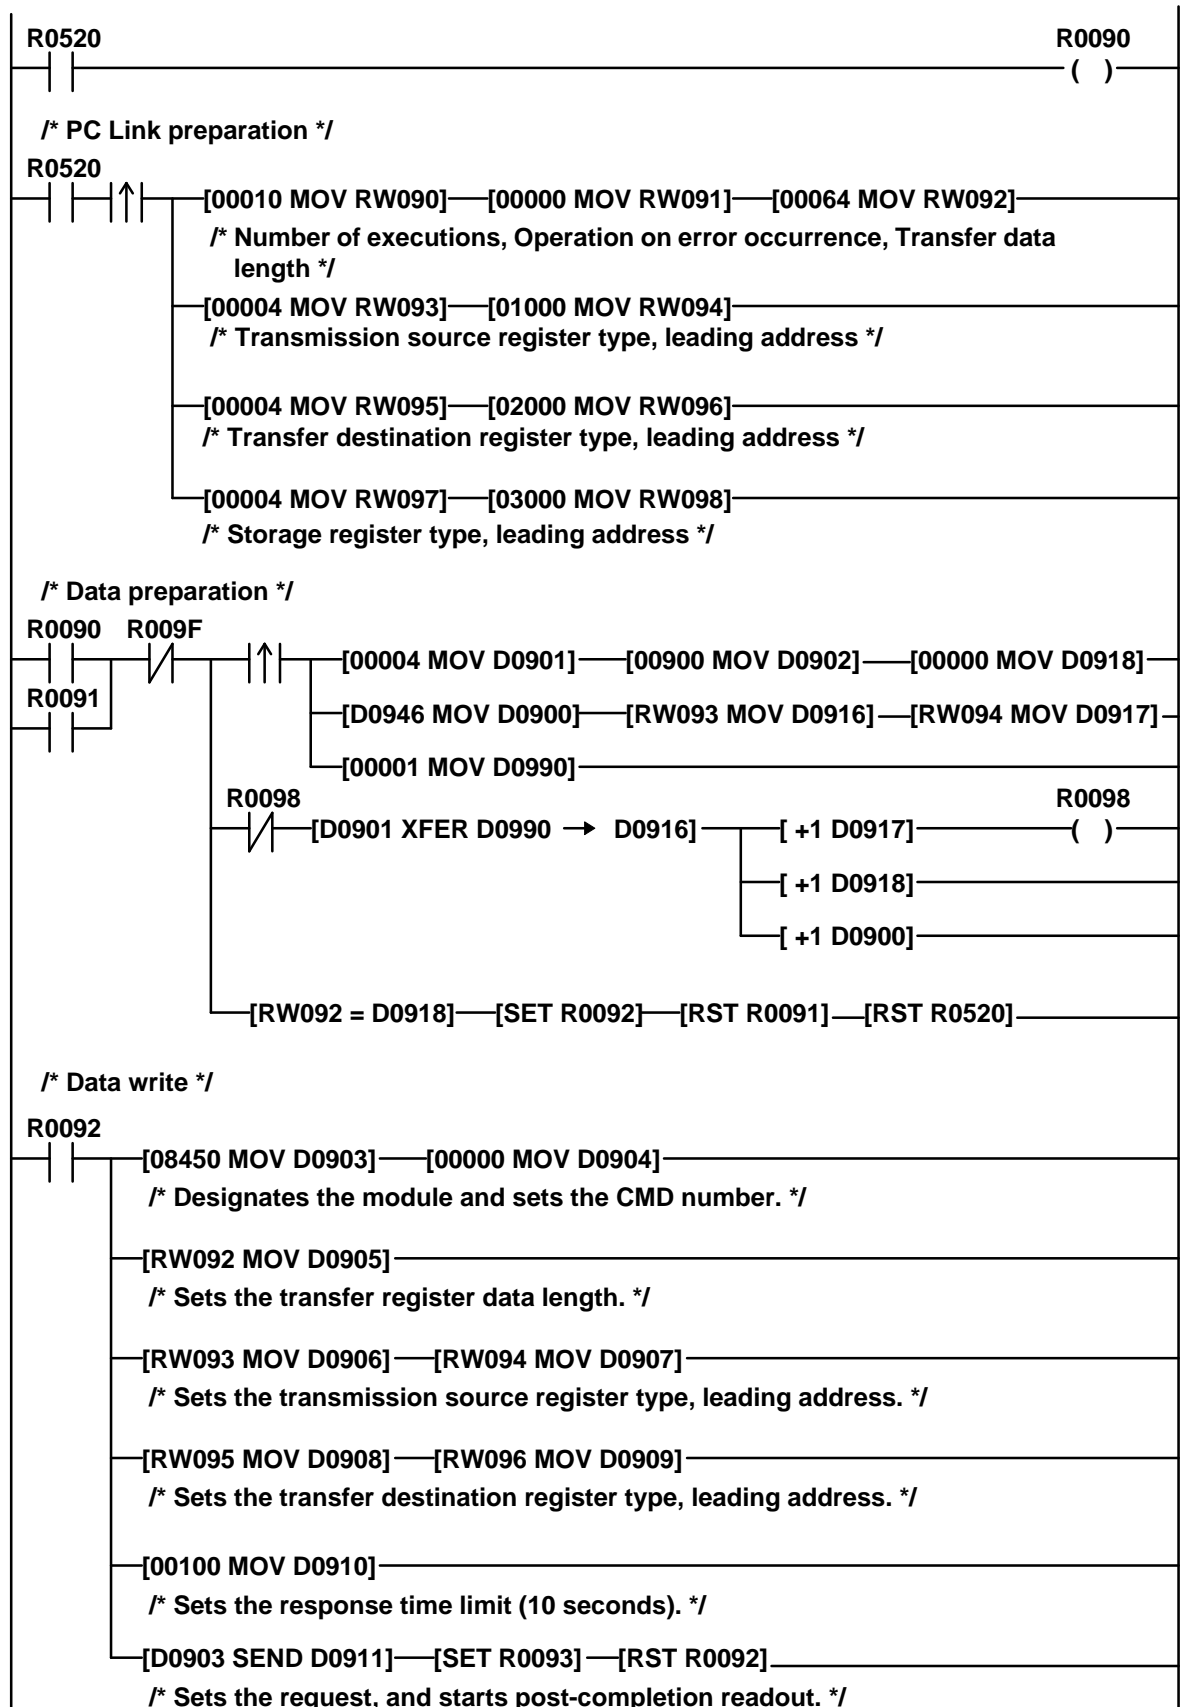 R0520 R0090
( )
/* PC Link preparation */
R0520
[00010 MOV RW090] [00000 MOV RW091] [00064 MOV RW092]
/* Number of executions, Operation on error occurrence, Transfer data
length */
[00004 MOV RW093] [01000 MOV RW094]
/* Transmission source register type, leading address */
[00004 MOV RW095] [02000 MOV RW096]
/* Transfer destination register type, leading address */
[00004 MOV RW097] [03000 MOV RW098]
/* Storage register type, leading address */
/* Data preparation */
R0090 R009F
[00004 MOV D0901] [00900 MOV D0902] [00000 MOV D0918]
R0091
[D0946 MOV D0900] [RW093 MOV D0916] [RW094 MOV D0917]
[00001 MOV D0990]
R0098 R0098
[D0901 XFER D0990 → D0916] [ +1 D0917] ( )
[ +1 D0918]
[ +1 D0900]
[RW092 = D0918] [SET R0092] [RST R0091] [RST R0520]
/* Data write */
R0092
[08450 MOV D0903] [00000 MOV D0904]
/* Designates the module and sets the CMD number. */
[RW092 MOV D0905]
/* Sets the transfer register data length. */
[RW093 MOV D0906] [RW094 MOV D0907]
/* Sets the transmission source register type, leading address. */
[RW095 MOV D0908] [RW096 MOV D0909]
/* Sets the transfer destination register type, leading address. */
[00100 MOV D0910]
/* Sets the response time limit (10 seconds). */
[D0903 SEND D0911] [SET R0093] [RST R0092]
/* Sets the request, and starts post-completion readout. */